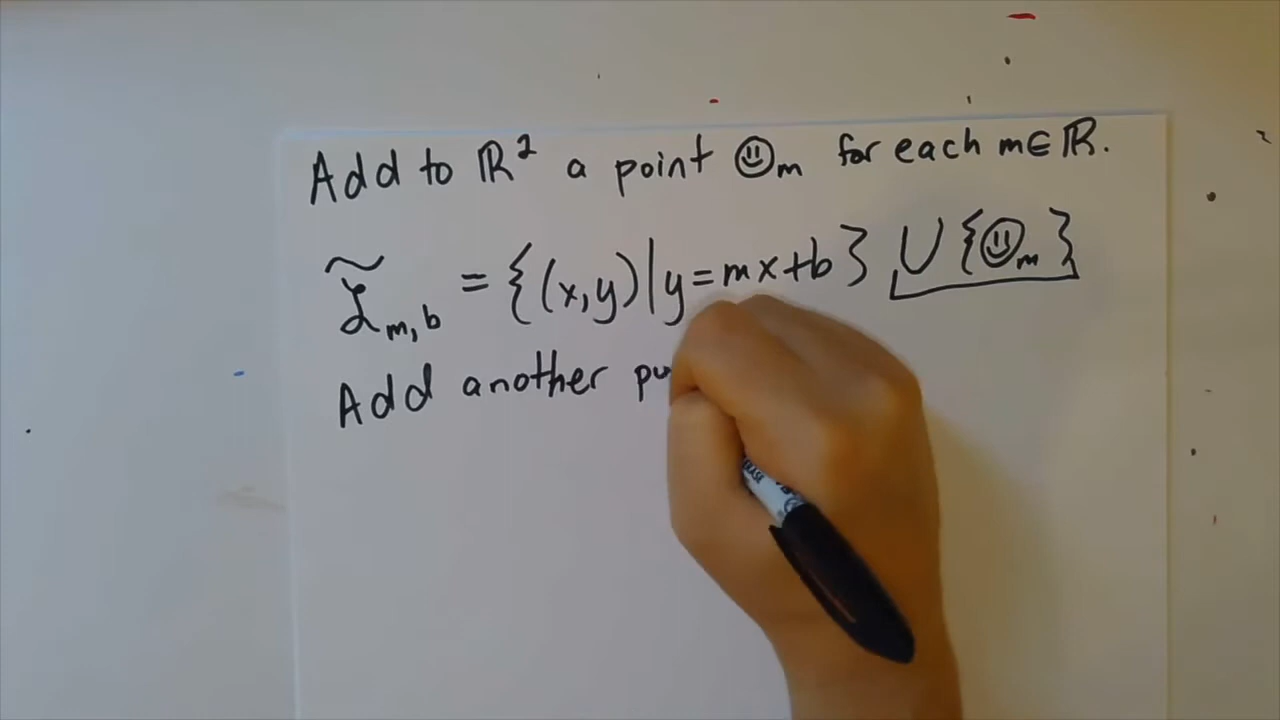 Add to ℝ² a point ☺ₘ for each m∈ℝ.
L̃ₘ,b = {(x,y)|y=mx+b} ∪ {☺ₘ}
Add another